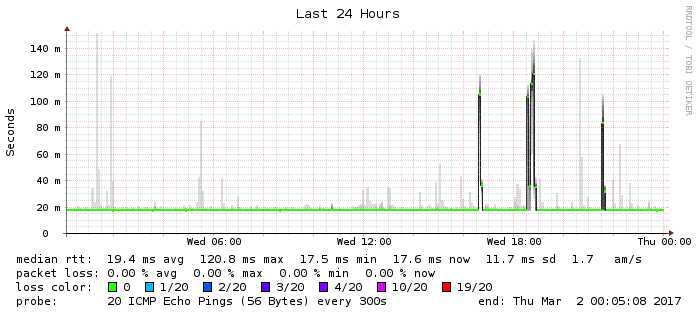 Last 24 Hours
RRDTOOL / TOBI OETIKER
Seconds
140 m
120 m
100 m
80 m
60 m
40 m
20 m
0
Wed 06:00 Wed 12:00 Wed 18:00 Thu 00:00
median rtt: 19.4 ms avg 120.8 ms max 17.5 ms min 17.6 ms now 11.7 ms sd 1.7 am/s
packet loss: 0.00 % avg 0.00 % max 0.00 % min 0.00 % now
loss color: 0 1/20 2/20 3/20 4/20 10/20 19/20
probe: 20 ICMP Echo Pings (56 Bytes) every 300s end: Thu Mar 2 00:05:08 2017